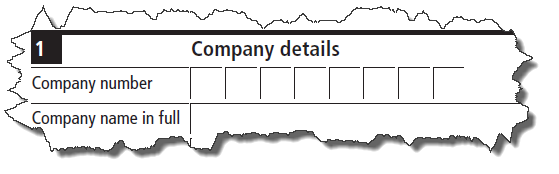 1 Company details
Company number
Company name in full